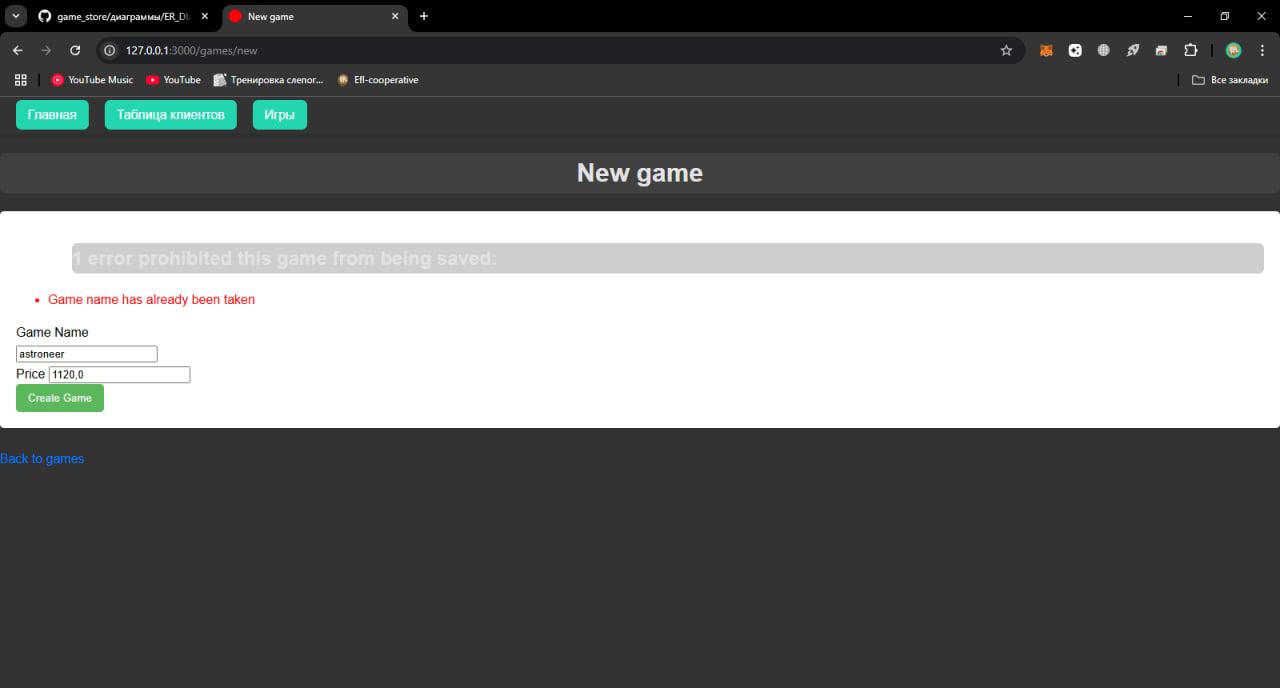 game_store/диаграммы/ER_DI
New game
127.0.0.1:3000/games/new
YouTube Music
YouTube
Тренировка слепог...
Efl-cooperative
Все закладки
Главная
Таблица клиентов
Игры
New game
1 error prohibited this game from being saved:
Game name has already been taken
Game Name
astroneer
Price 1120,0
Create Game
Back to games